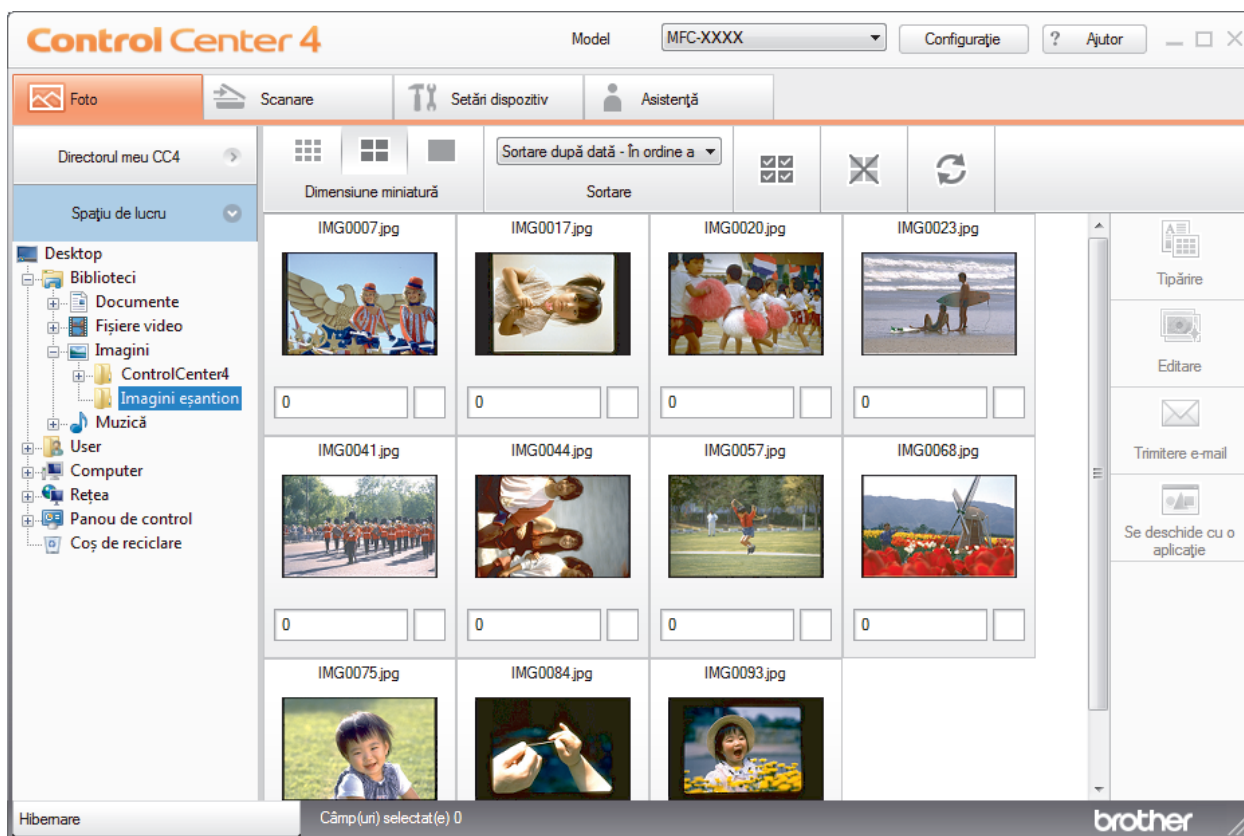 ControlCenter 4
Model
MFC-XXXX
Configurație
? Ajutor
Foto
Scanare
Setări dispozitiv
Asistență
Directorul meu CC4
Spațiu de lucru
Dimensiune miniatură
Sortare după dată - În ordine a
Sortare
Desktop
Biblioteci
Documente
Fișiere video
Imagini
ControlCenter4
Imagini eșantion
Muzică
User
Computer
Rețea
Panou de control
Coș de reciclare
IMG0007.jpg
IMG0017.jpg
IMG0020.jpg
IMG0023.jpg
0
0
0
0
IMG0041.jpg
IMG0044.jpg
IMG0057.jpg
IMG0068.jpg
0
0
0
0
IMG0075.jpg
IMG0084.jpg
IMG0093.jpg
Tipărire
Editare
Trimitere e-mail
Se deschide cu o
aplicație
Hibernare
Câmp(uri) selectat(e) 0
brother